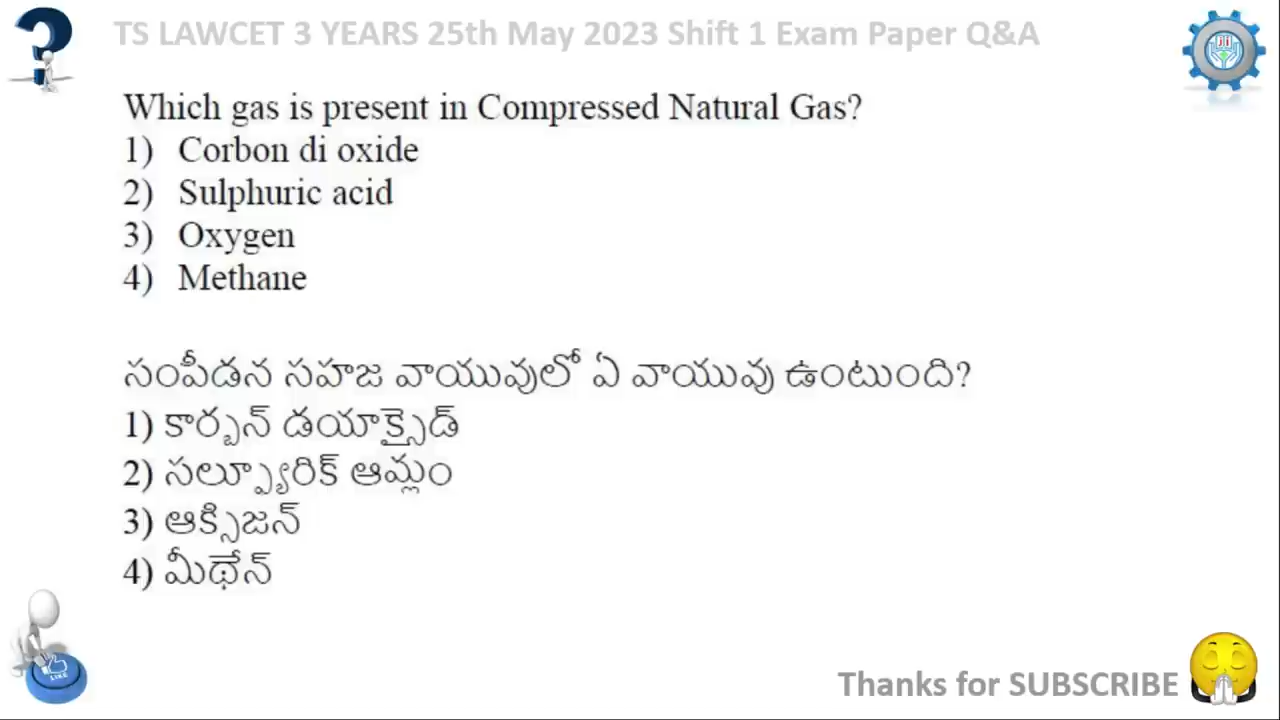 TS LAWCET 3 YEARS 25th May 2023 Shift 1 Exam Paper Q&A
Which gas is present in Compressed Natural Gas?
1) Corbon di oxide
2) Sulphuric acid
3) Oxygen
4) Methane
సంపీడన సహజ వాయువులో ఏ వాయువు ఉంటుంది?
1) కార్బన్ డయాక్సైడ్
2) సల్ఫ్యూరిక్ ఆమ్లం
3) ఆక్సిజన్
4) మీథేన్
LIKE
Thanks for SUBSCRIBE